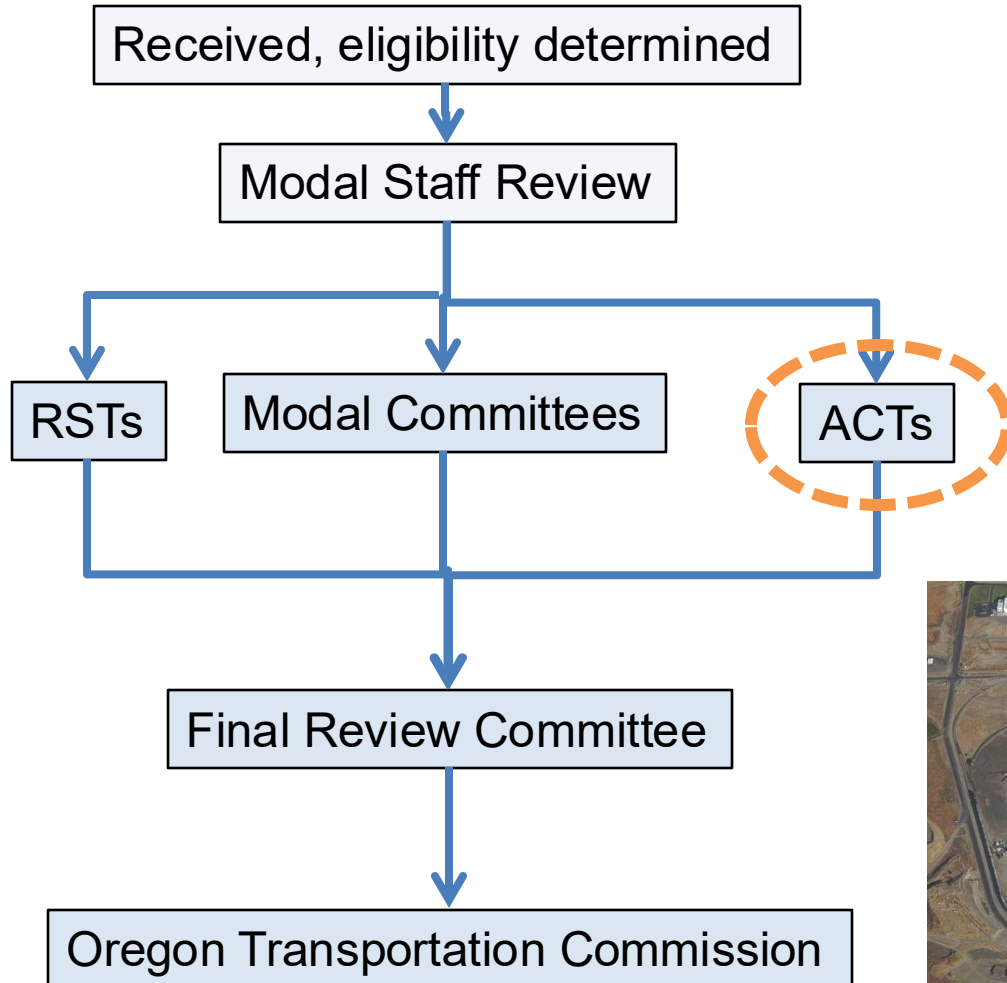 Received, eligibility determined
Modal Staff Review
RSTs
Modal Committees
ACTs
Final Review Committee
Oregon Transportation Commission